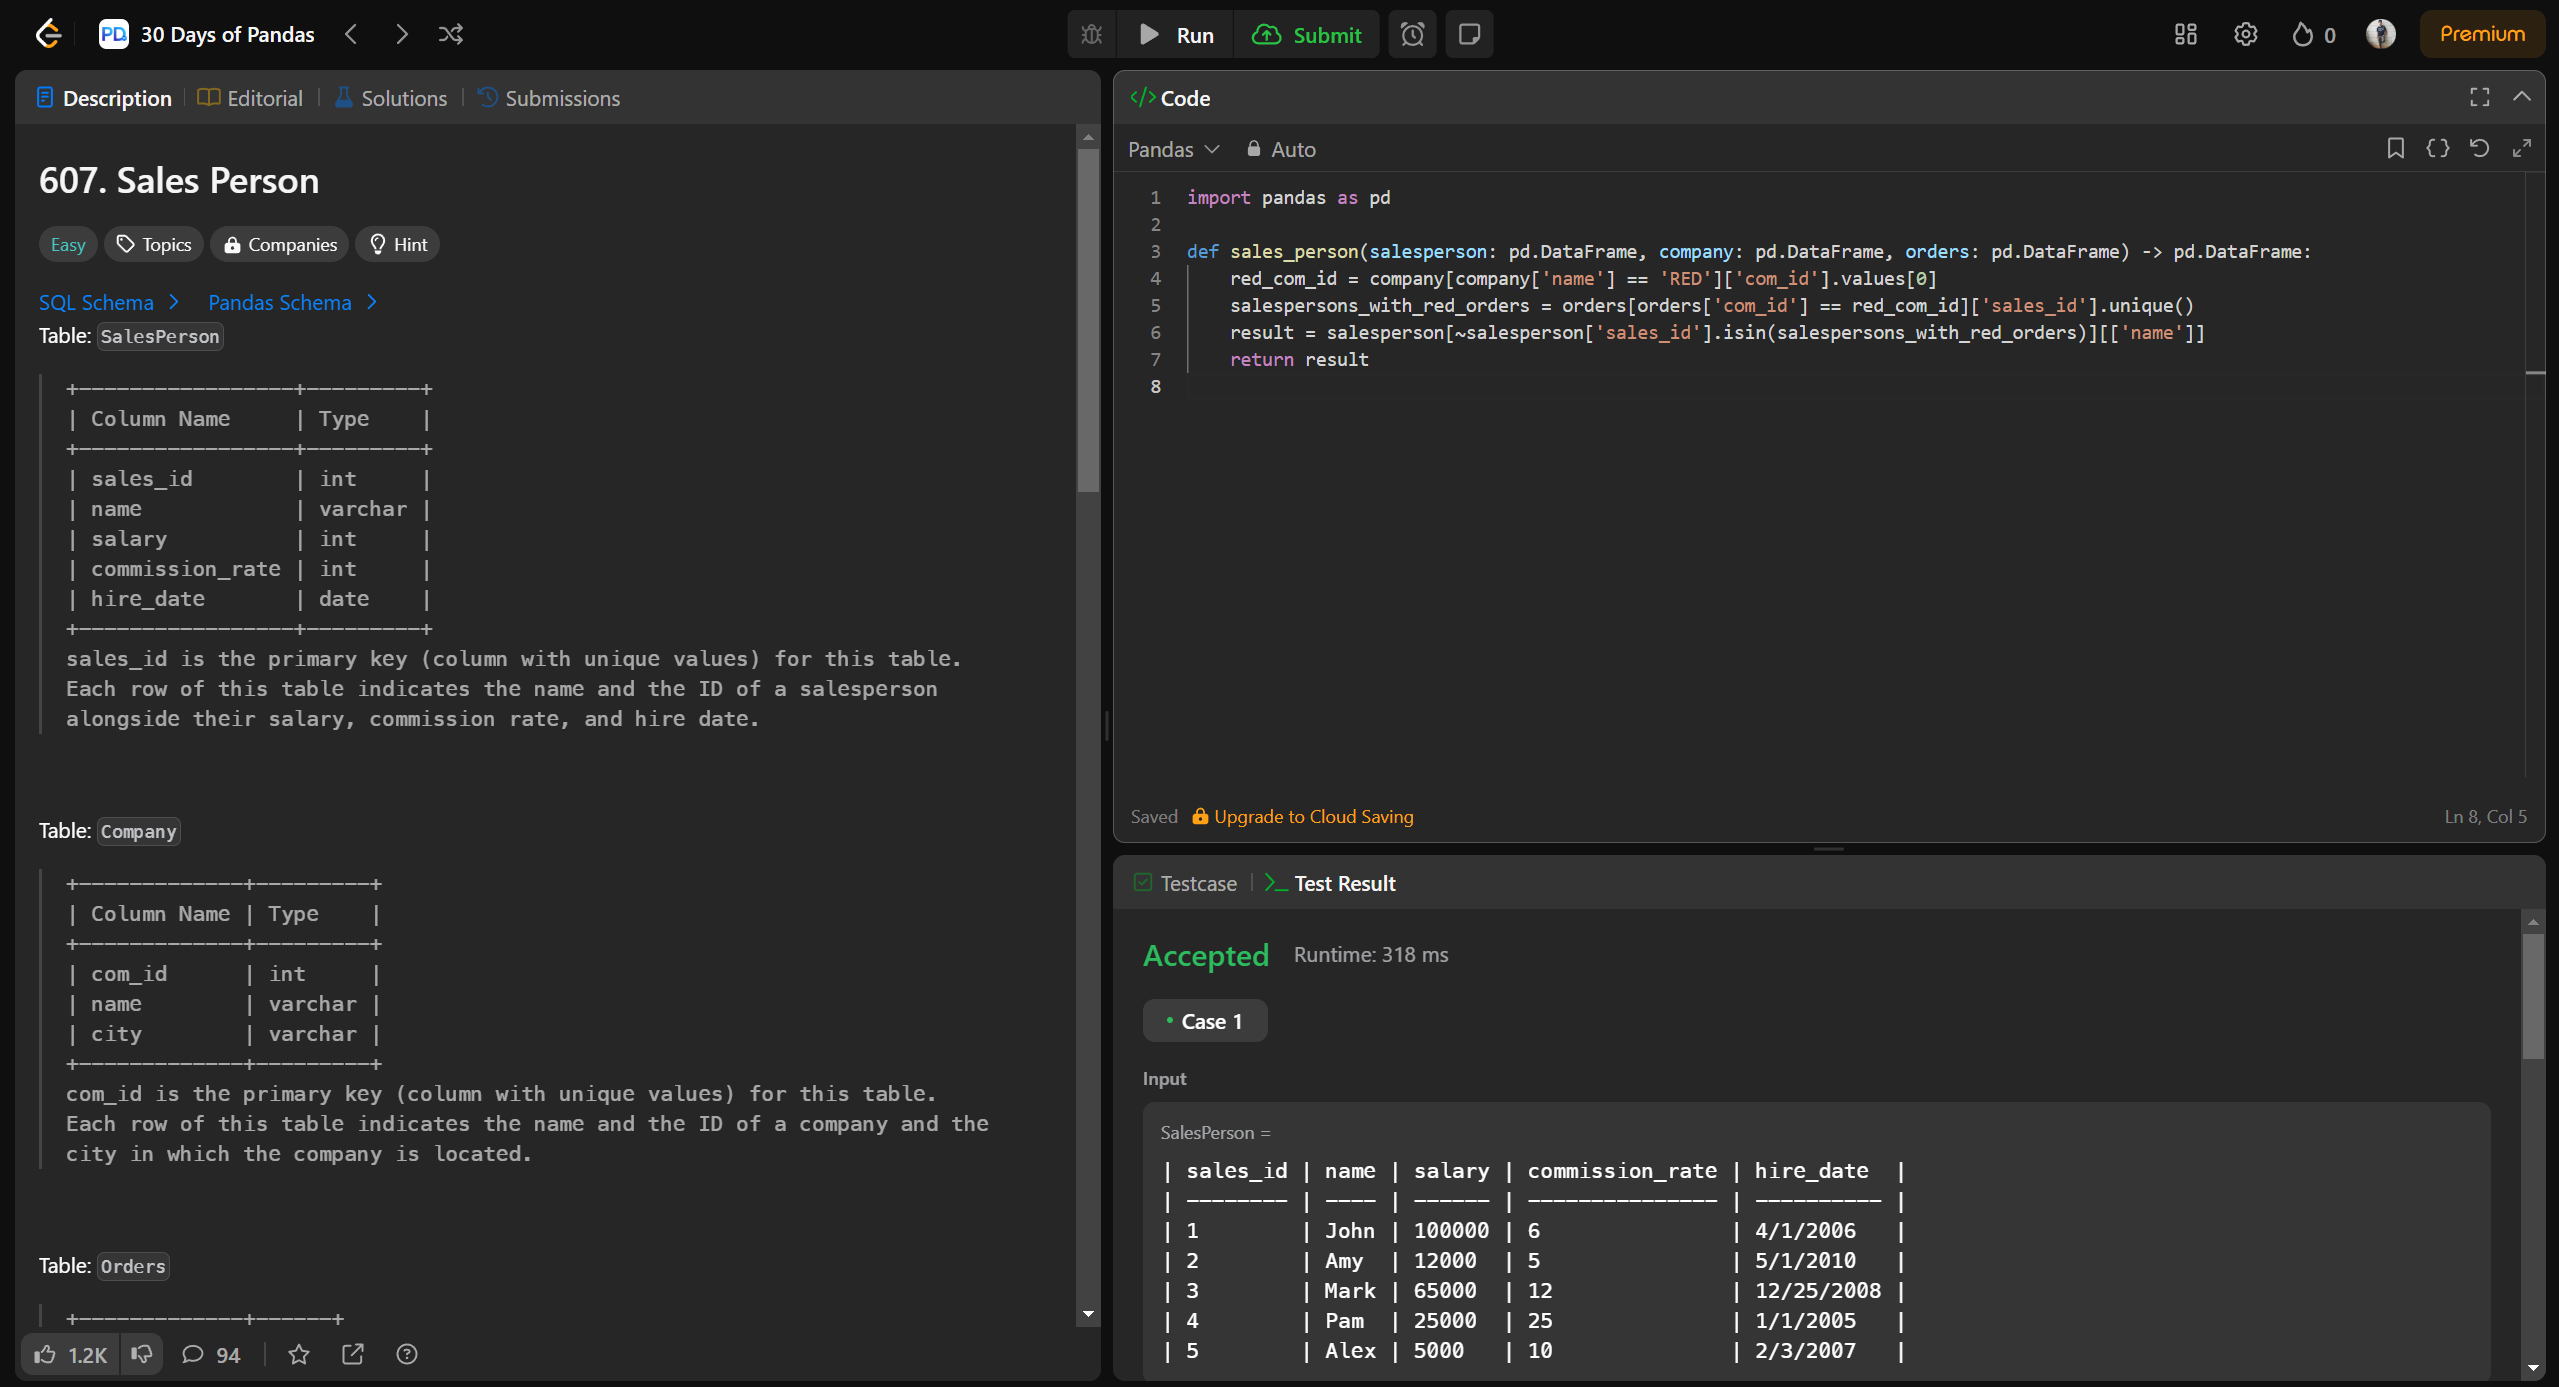 PD 30 Days of Pandas
Run
Submit
0
Premium
Description
Editorial
Solutions
Submissions
607. Sales Person
Easy
Topics
Companies
Hint
SQL Schema
Pandas Schema
Table: SalesPerson
+-----------------+---------+
| Column Name     | Type    |
+-----------------+---------+
| sales_id        | int     |
| name            | varchar |
| salary          | int     |
| commission_rate | int     |
| hire_date       | date    |
+-----------------+---------+
sales_id is the primary key (column with unique values) for this table.
Each row of this table indicates the name and the ID of a salesperson
alongside their salary, commission rate, and hire date.
Table: Company
+-------------+---------+
| Column Name | Type    |
+-------------+---------+
| com_id      | int     |
| name        | varchar |
| city        | varchar |
+-------------+---------+
com_id is the primary key (column with unique values) for this table.
Each row of this table indicates the name and the ID of a company and the
city in which the company is located.
Table: Orders
+-------------+------+
1.2K
94
</> Code
Pandas
Auto
1 import pandas as pd
2
3 def sales_person(salesperson: pd.DataFrame, company: pd.DataFrame, orders: pd.DataFrame) -> pd.DataFrame:
4     red_com_id = company[company['name'] == 'RED']['com_id'].values[0]
5     salespersons_with_red_orders = orders[orders['com_id'] == red_com_id]['sales_id'].unique()
6     result = salesperson[~salesperson['sales_id'].isin(salespersons_with_red_orders)][['name']]
7     return result
8
Saved
Upgrade to Cloud Saving
Ln 8, Col 5
Testcase
Test Result
Accepted
Runtime: 318 ms
Case 1
Input
SalesPerson =
| sales_id | name | salary | commission_rate | hire_date  |
| -------- | ---- | ------ | --------------- | ---------- |
| 1        | John | 100000 | 6               | 4/1/2006   |
| 2        | Amy  | 12000  | 5               | 5/1/2010   |
| 3        | Mark | 65000  | 12              | 12/25/2008 |
| 4        | Pam  | 25000  | 25              | 1/1/2005   |
| 5        | Alex | 5000   | 10              | 2/3/2007   |